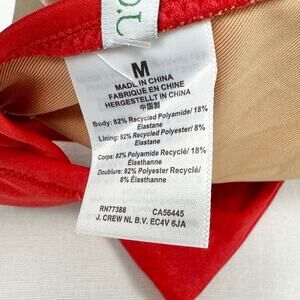 M
MADE IN CHINA
FABRIQUE EN CHINE
HERGESTELLT IN CHINA
中国製
Body: 82% Recycled Polyamide/ 18%
Elastane
Lining: 92% Recycled Polyester/ 8%
Elastane
Corps: 82% Polyamide Recyclé/ 18%
Élasthanne
Doublure: 92% Polyester Recyclé/
8% Élasthanne
RN77388 CA56445
J. CREW NL B.V. EC4V 6JA